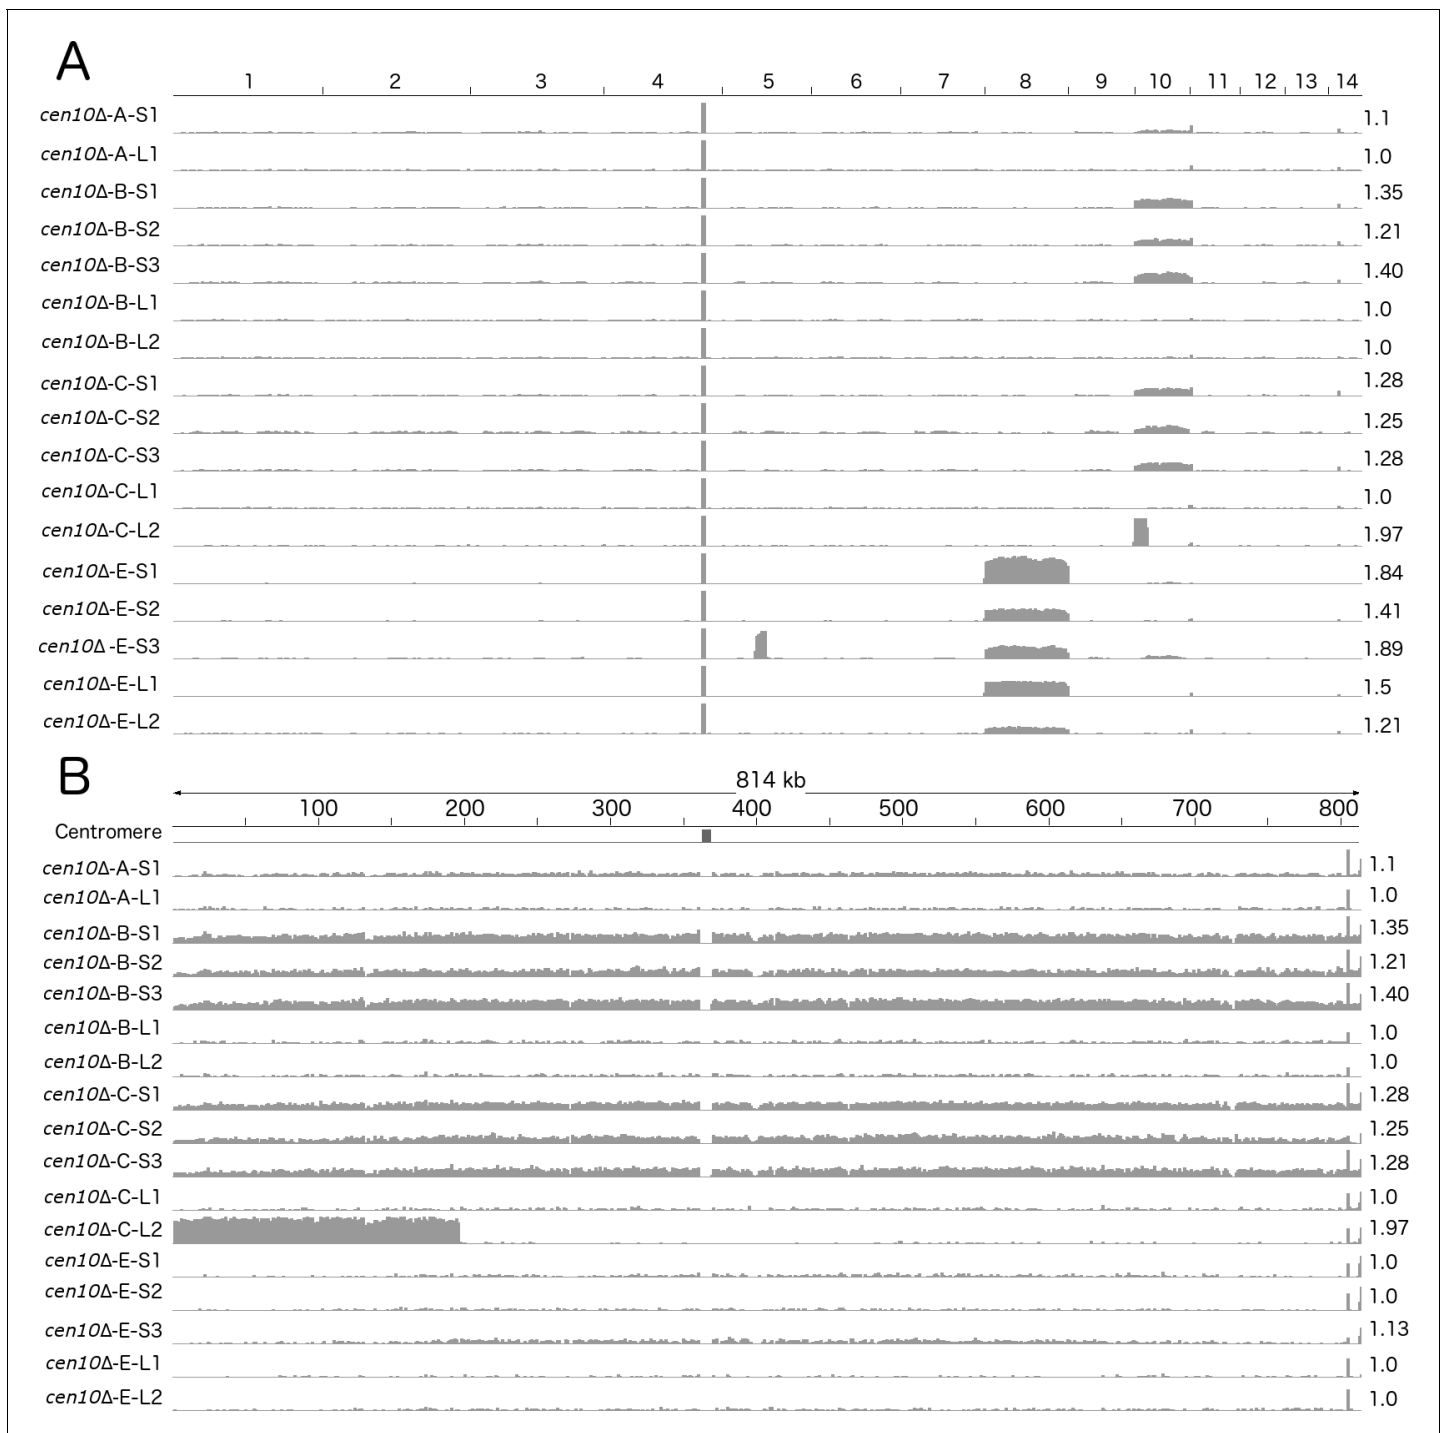 A
1 2 3 4 5 6 7 8 9 10 11 12 13 14
cen10Δ-A-S1 1.1
cen10Δ-A-L1 1.0
cen10Δ-B-S1 1.35
cen10Δ-B-S2 1.21
cen10Δ-B-S3 1.40
cen10Δ-B-L1 1.0
cen10Δ-B-L2 1.0
cen10Δ-C-S1 1.28
cen10Δ-C-S2 1.25
cen10Δ-C-S3 1.28
cen10Δ-C-L1 1.0
cen10Δ-C-L2 1.97
cen10Δ-E-S1 1.84
cen10Δ-E-S2 1.41
cen10Δ -E-S3 1.89
cen10Δ-E-L1 1.5
cen10Δ-E-L2 1.21
B
814 kb
100 200 300 400 500 600 700 800
Centromere
cen10Δ-A-S1 1.1
cen10Δ-A-L1 1.0
cen10Δ-B-S1 1.35
cen10Δ-B-S2 1.21
cen10Δ-B-S3 1.40
cen10Δ-B-L1 1.0
cen10Δ-B-L2 1.0
cen10Δ-C-S1 1.28
cen10Δ-C-S2 1.25
cen10Δ-C-S3 1.28
cen10Δ-C-L1 1.0
cen10Δ-C-L2 1.97
cen10Δ-E-S1 1.0
cen10Δ-E-S2 1.0
cen10Δ-E-S3 1.13
cen10Δ-E-L1 1.0
cen10Δ-E-L2 1.0